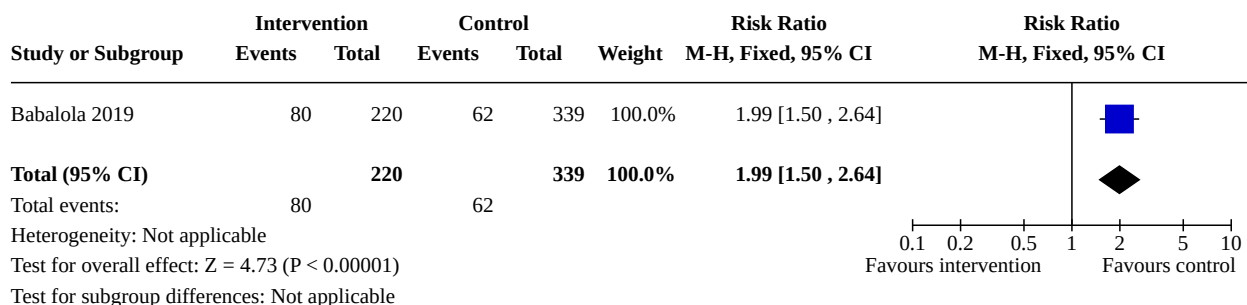 Intervention Control Risk Ratio Risk Ratio
Study or Subgroup Events Total Events Total Weight M-H, Fixed, 95% CI M-H, Fixed, 95% CI
Babalola 2019 80 220 62 339 100.0% 1.99 [1.50 , 2.64]
Total (95% CI) 220 339 100.0% 1.99 [1.50 , 2.64]
Total events: 80 62
Heterogeneity: Not applicable
0.1 0.2 0.5 1 2 5 10
Test for overall effect: Z = 4.73 (P < 0.00001) Favours intervention Favours control
Test for subgroup differences: Not applicable